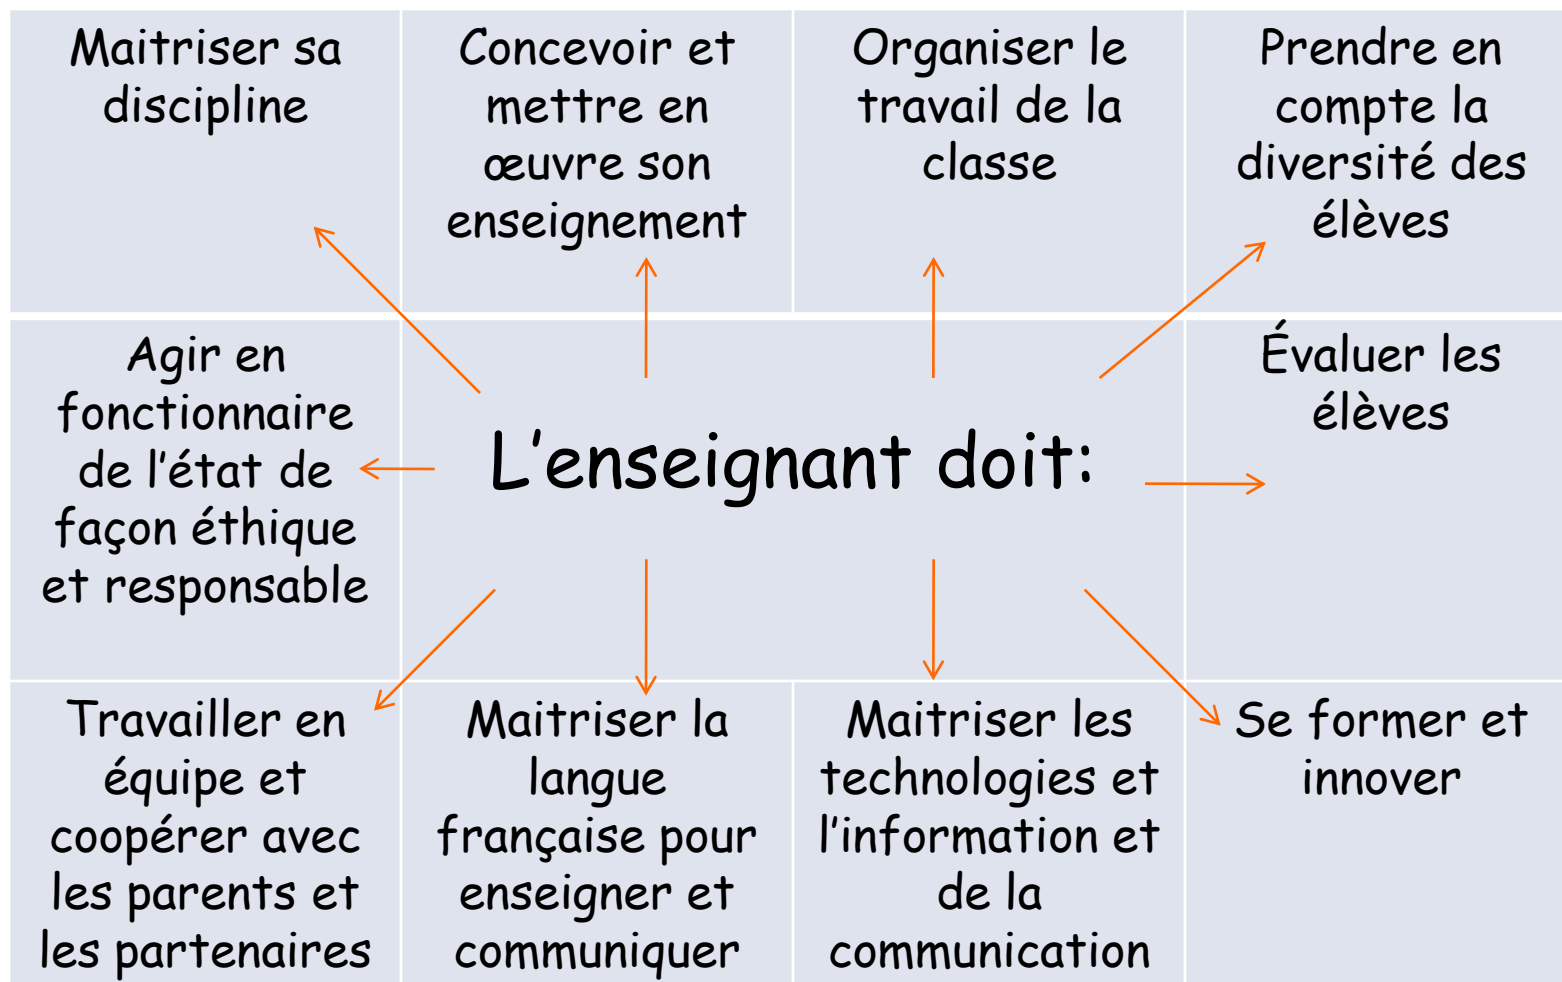 Maitriser sa
discipline
Concevoir et
mettre en
œuvre son
enseignement
Organiser le
travail de la
classe
Prendre en
compte la
diversité des
élèves
Agir en
fonctionnaire
de l'état de
façon éthique
et responsable
L'enseignant doit:
Évaluer les
élèves
Travailler en
équipe et
coopérer avec
les parents et
les partenaires
Maitriser la
langue
française pour
enseigner et
communiquer
Maitriser les
technologies et
l'information et
de la
communication
Se former et
innover